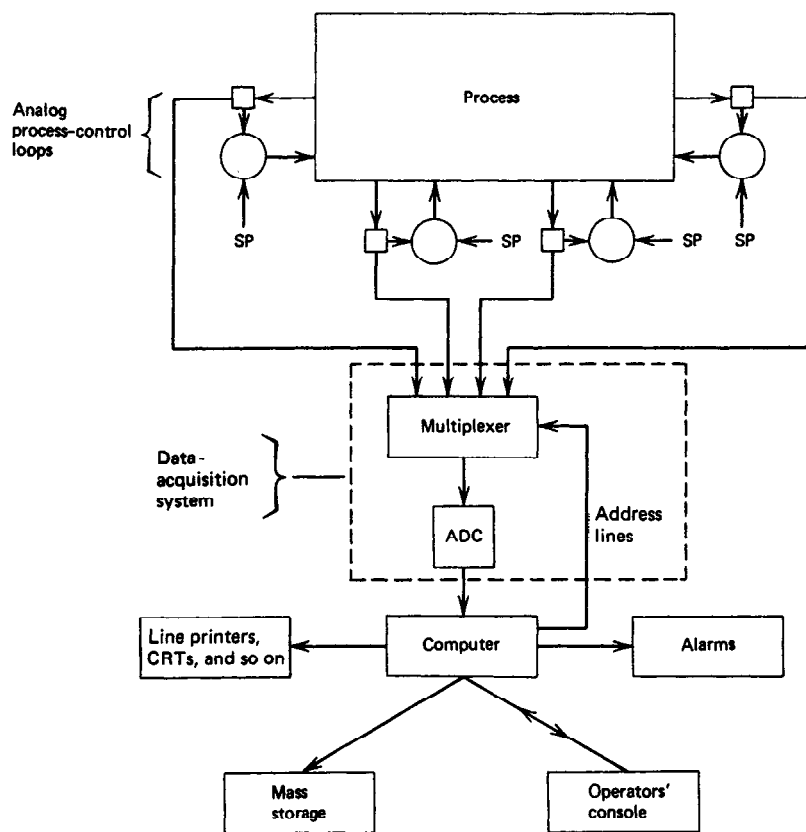 Process
Analog
process-control
loops
SP
SP
SP
SP
Multiplexer
Data-
acquisition
system
ADC
Address
lines
Line printers,
CRTs, and so on
Computer
Alarms
Mass
storage
Operators'
console